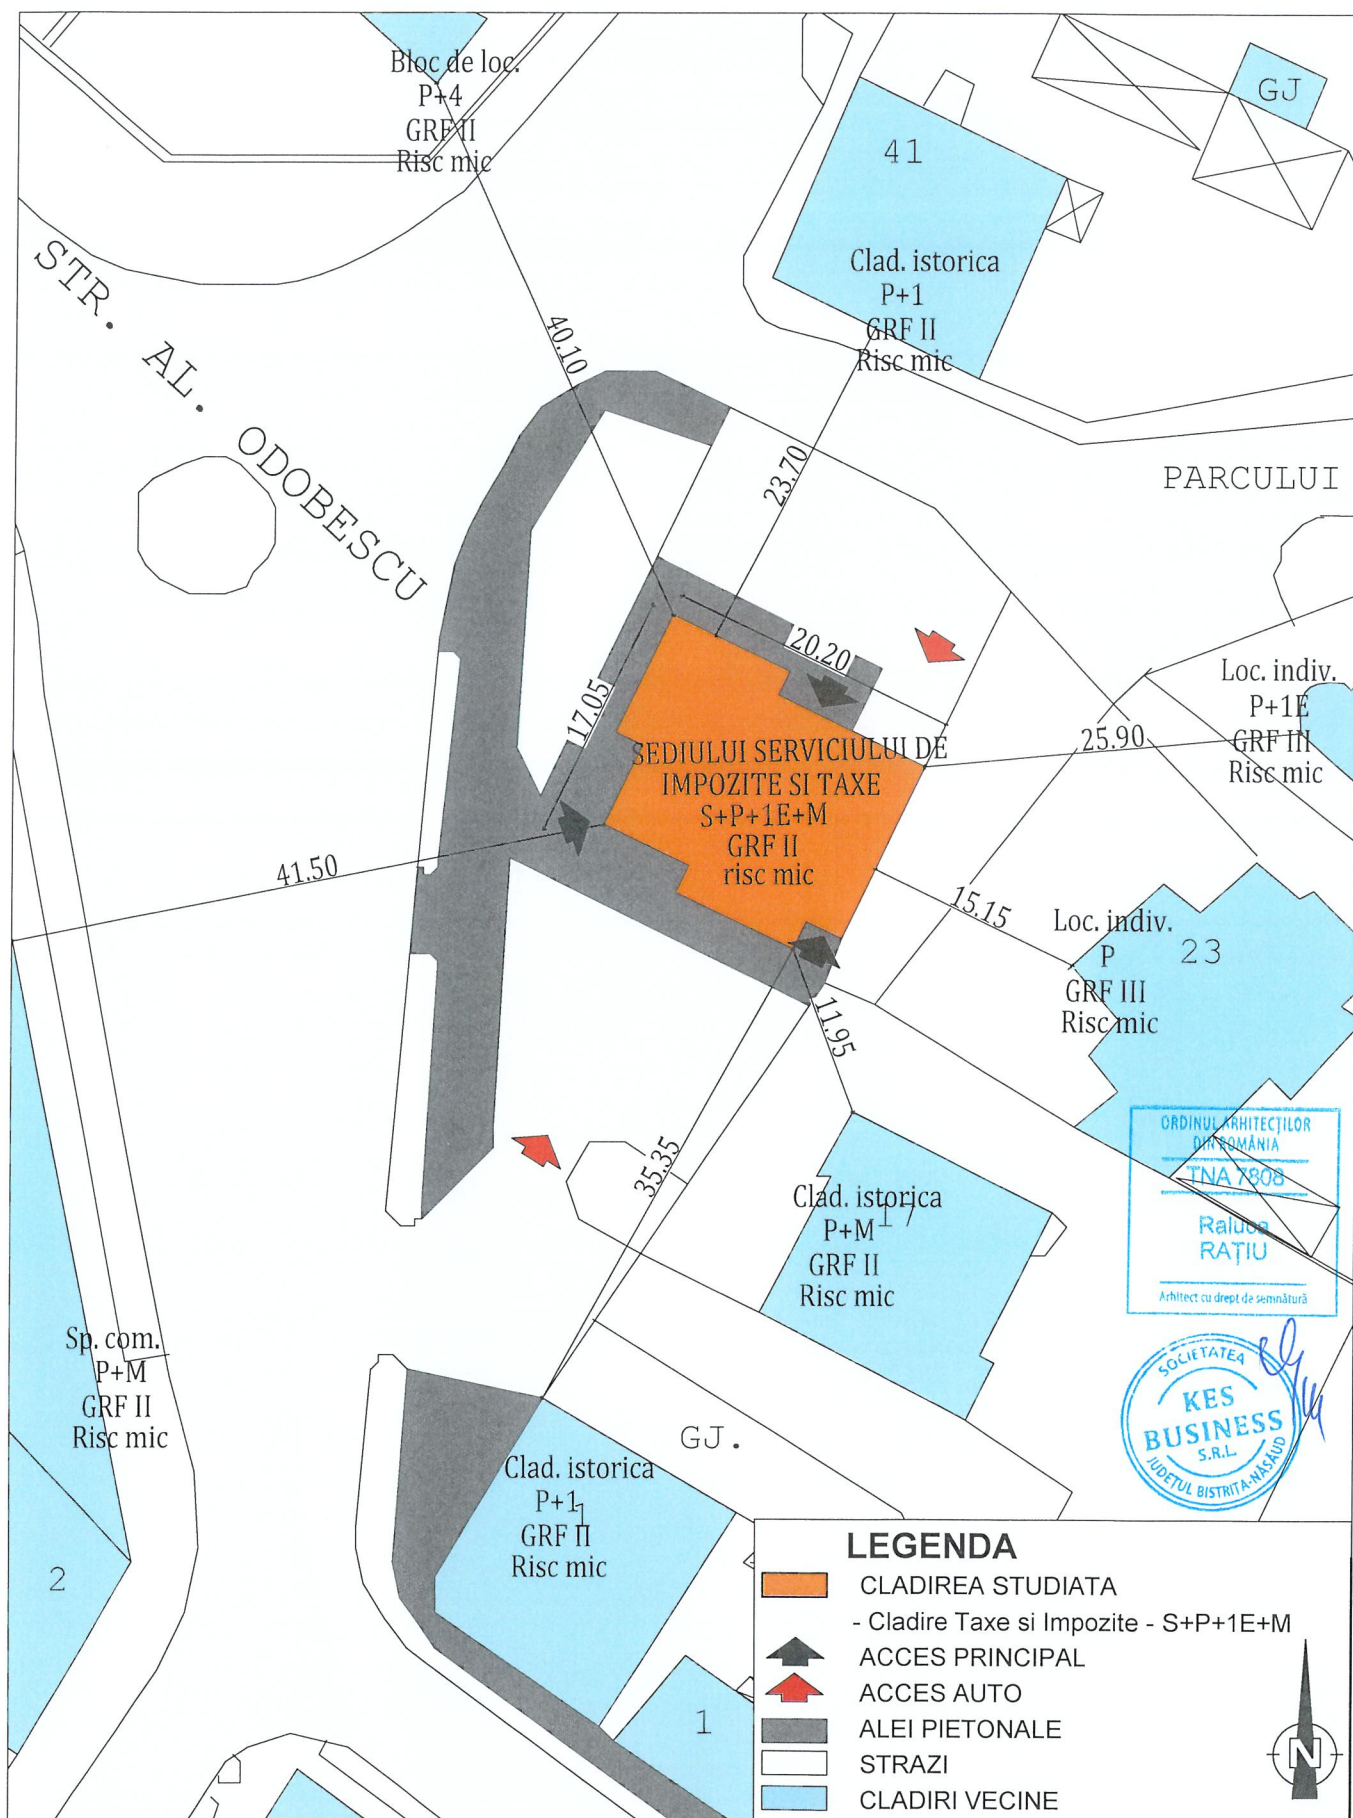 Bloc de loc.
P+4
GRF II
Risc mic
GJ
41
Clad. istorica
P+1
GRF II
Risc mic
STR. AL. ODOBESCU
40.10
23.70
PARCULUI
20.20
17.05
Loc. indiv.
P+1E
GRF III
Risc mic
25.90
SEDIULUI SERVICIULUI DE
IMPOZITE SI TAXE
S+P+1E+M
GRF II
risc mic
41.50
15.15
Loc. indiv.
P
GRF III
Risc mic
23
11.95
35.35
Clad. istorica
P+M
GRF II
Risc mic
17
ORDINUL ARHITECȚILOR
DIN ROMÂNIA
TNA 7808
Raluca
RAȚIU
Arhitect cu drept de semnătură
Sp. com.
P+M
GRF II
Risc mic
2
SOCIETATEA
KES
BUSINESS
S.R.L.
JUDEȚUL BISTRIȚA-NĂSĂUD
GJ.
Clad. istorica
P+1
GRF II
Risc mic
1
1
LEGENDA
CLADIREA STUDIATA
- Cladire Taxe si Impozite - S+P+1E+M
ACCES PRINCIPAL
ACCES AUTO
ALEI PIETONALE
STRAZI
CLADIRI VECINE
N